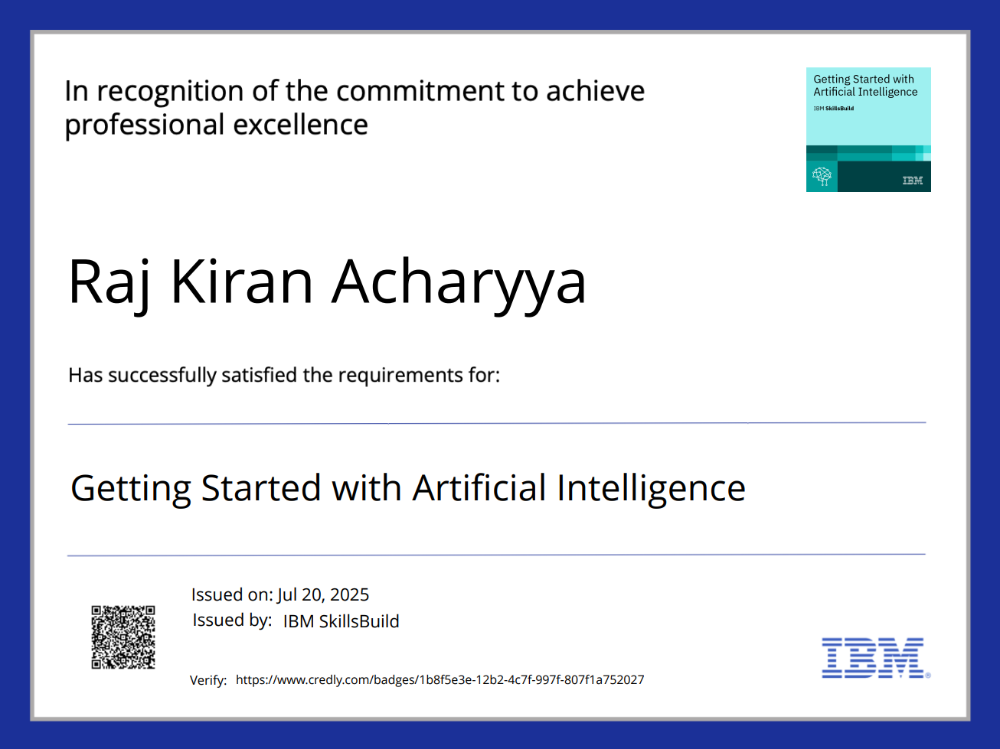 In recognition of the commitment to achieve
professional excellence
Getting Started with
Artificial Intelligence
IBM SkillsBuild
IBM
Raj Kiran Acharyya
Has successfully satisfied the requirements for:
Getting Started with Artificial Intelligence
Issued on: Jul 20, 2025
Issued by: IBM SkillsBuild
IBM®
Verify: https://www.credly.com/badges/1b8f5e3e-12b2-4c7f-997f-807f1a752027